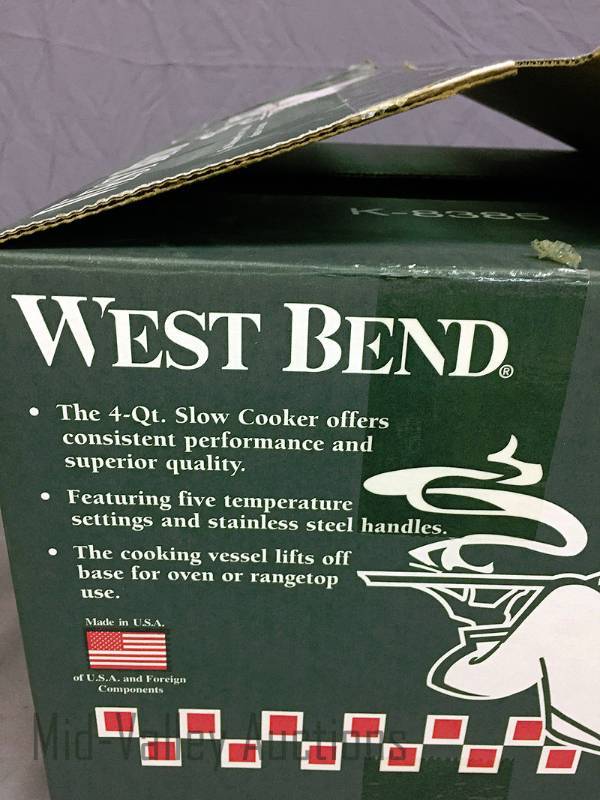 K-8385
WEST BEND®
• The 4-Qt. Slow Cooker offers
consistent performance and
superior quality.
• Featuring five temperature
settings and stainless steel handles.
• The cooking vessel lifts off
base for oven or rangetop
use.
Made in U.S.A.
of U.S.A. and Foreign
Components
Mid-Valley Auctions